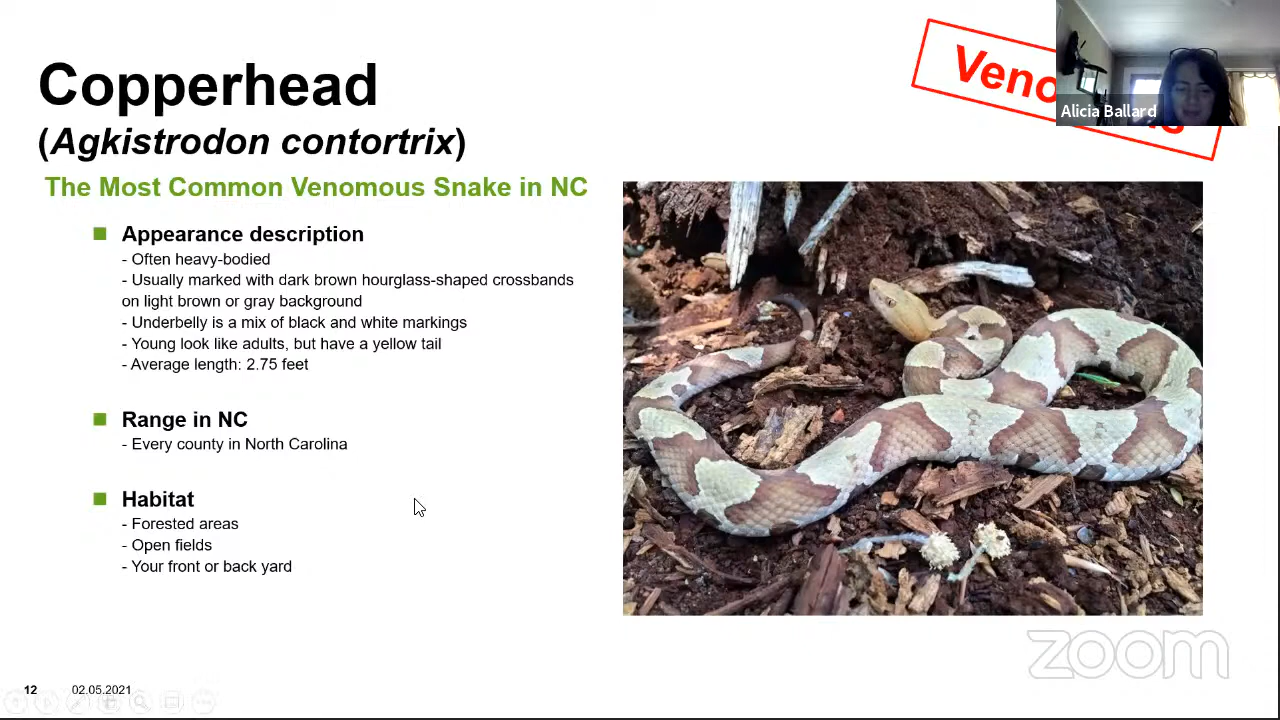 Copperhead
(Agkistrodon contortrix)
The Most Common Venomous Snake in NC
Appearance description
- Often heavy-bodied
- Usually marked with dark brown hourglass-shaped crossbands
on light brown or gray background
- Underbelly is a mix of black and white markings
- Young look like adults, but have a yellow tail
- Average length: 2.75 feet
Range in NC
- Every county in North Carolina
Habitat
- Forested areas
- Open fields
- Your front or back yard
Alicia Ballard
zoom
12 02.05.2021